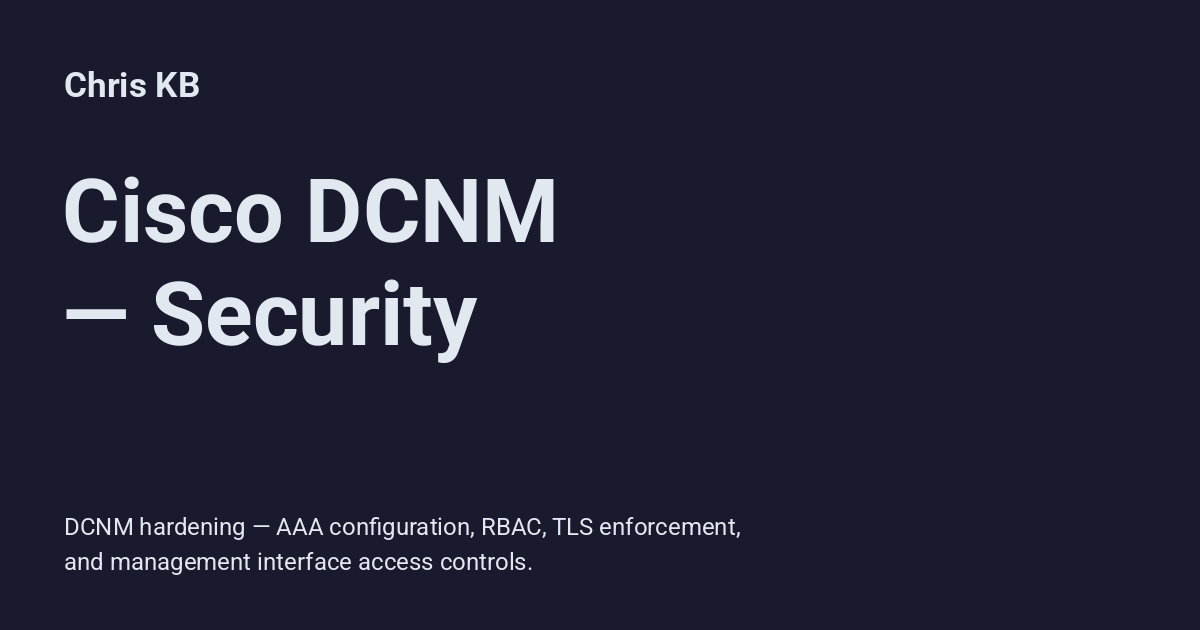 Chris KB
Cisco DCNM
— Security
DCNM hardening — AAA configuration, RBAC, TLS enforcement,
and management interface access controls.